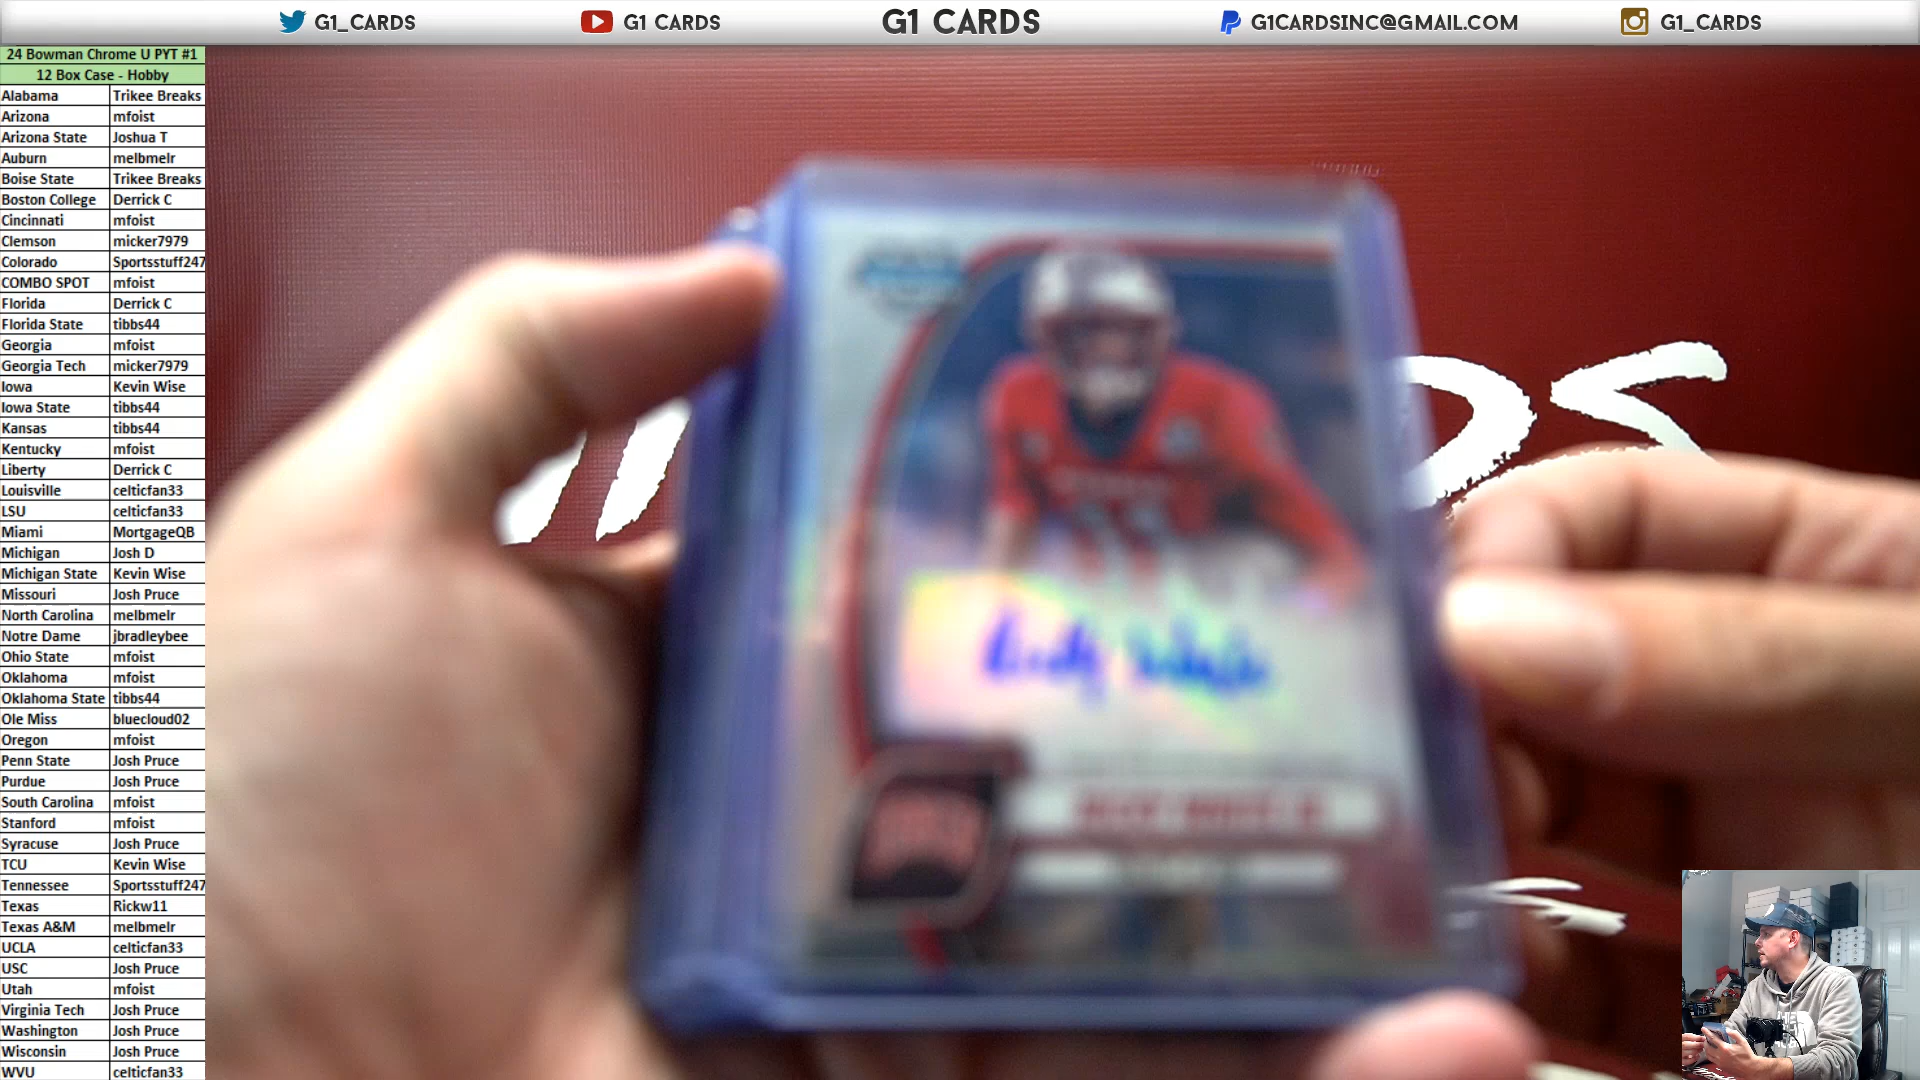 G1_CARDS G1 CARDS G1 CARDS G1CARDSINC@GMAIL.COM G1_CARDS
24 Bowman Chrome U PYT #1
12 Box Case - Hobby
Alabama Trikee Breaks
Arizona mfoist
Arizona State Joshua T
Auburn melbmelr
Boise State Trikee Breaks
Boston College Derrick C
Cincinnati mfoist
Clemson micker7979
Colorado Sportsstuff247
COMBO SPOT mfoist
Florida Derrick C
Florida State tibbs44
Georgia mfoist
Georgia Tech micker7979
Iowa Kevin Wise
Iowa State tibbs44
Kansas tibbs44
Kentucky mfoist
Liberty Derrick C
Louisville celticfan33
LSU celticfan33
Miami MortgageQB
Michigan Josh D
Michigan State Kevin Wise
Missouri Josh Pruce
North Carolina melbmelr
Notre Dame jbradleybee
Ohio State mfoist
Oklahoma mfoist
Oklahoma State tibbs44
Ole Miss bluecloud02
Oregon mfoist
Penn State Josh Pruce
Purdue Josh Pruce
South Carolina mfoist
Stanford mfoist
Syracuse Josh Pruce
TCU Kevin Wise
Tennessee Sportsstuff247
Texas Rickw11
Texas A&M melbmelr
UCLA celticfan33
USC Josh Pruce
Utah mfoist
Virginia Tech Josh Pruce
Washington Josh Pruce
Wisconsin Josh Pruce
WVU celticfan33